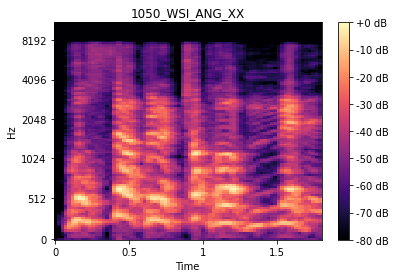 1050_WSI_ANG_XX
8192
4096
2048
1024
512
0
Hz
0
0.5
1
1.5
Time
+0 dB
-10 dB
-20 dB
-30 dB
-40 dB
-50 dB
-60 dB
-70 dB
-80 dB